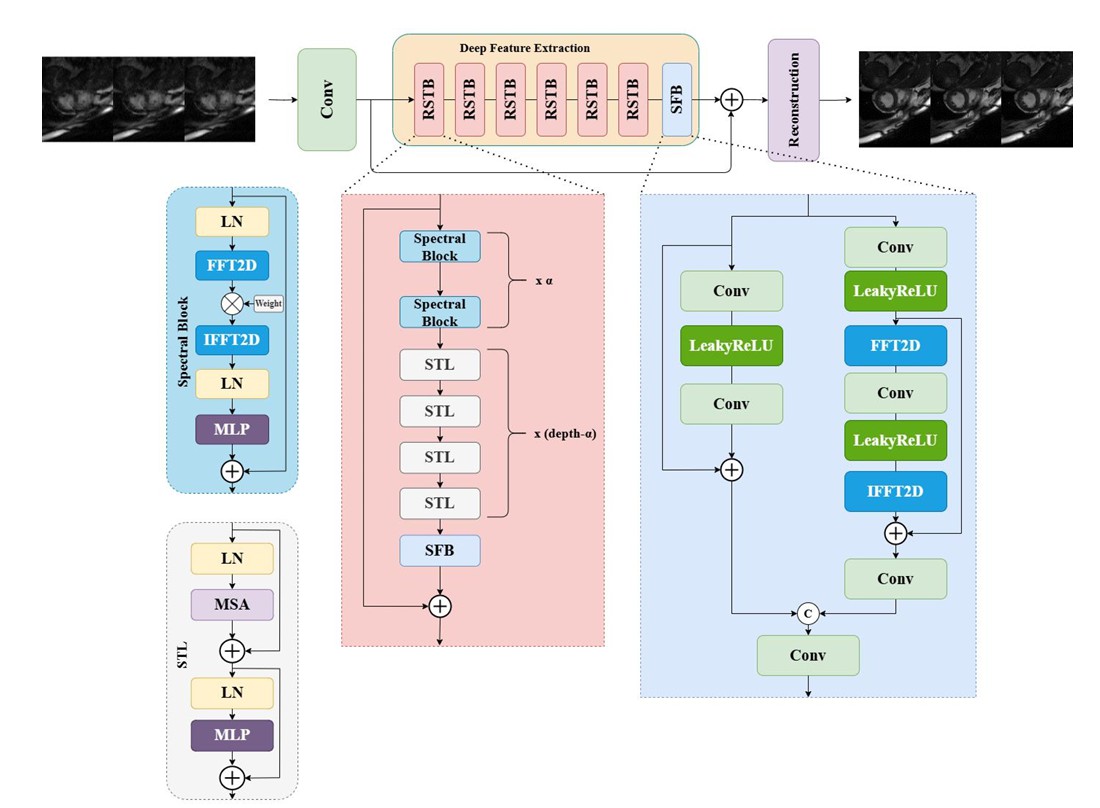 Deep Feature Extraction
Conv
RSTB
RSTB
RSTB
RSTB
RSTB
RSTB
SFB
Reconstruction
Spectral Block
LN
FFT2D
Weight
IFFT2D
LN
MLP
STL
LN
MSA
LN
MLP
Spectral
Block
x α
Spectral
Block
STL
STL
x (depth-α)
STL
STL
SFB
Conv
LeakyReLU
Conv
Conv
LeakyReLU
FFT2D
Conv
LeakyReLU
IFFT2D
Conv
C
Conv